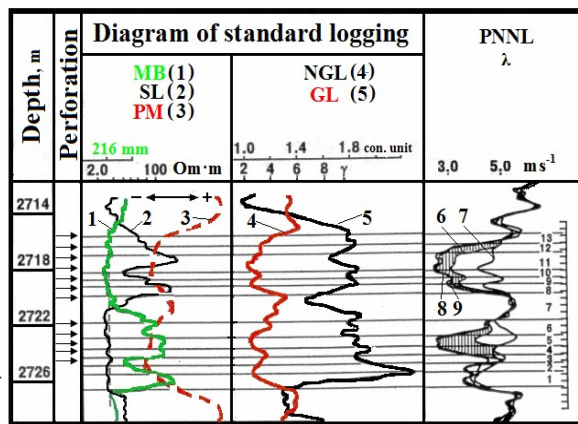 Depth, m
Perforation
Diagram of standard logging
MB (1)
SL (2)
PM (3)
216 mm
2.0 100 Om·m
NGL (4)
GL (5)
1.0 1.4 1.8 con. unit
2 4 6 8 γ
PNNL
λ
3,0 5,0 ms-1
2714
2718
2722
2726
- +
1 2 3
4 5
6 7
8 9
13
12
11
10
9
8
7
6
5
4
3
2
1